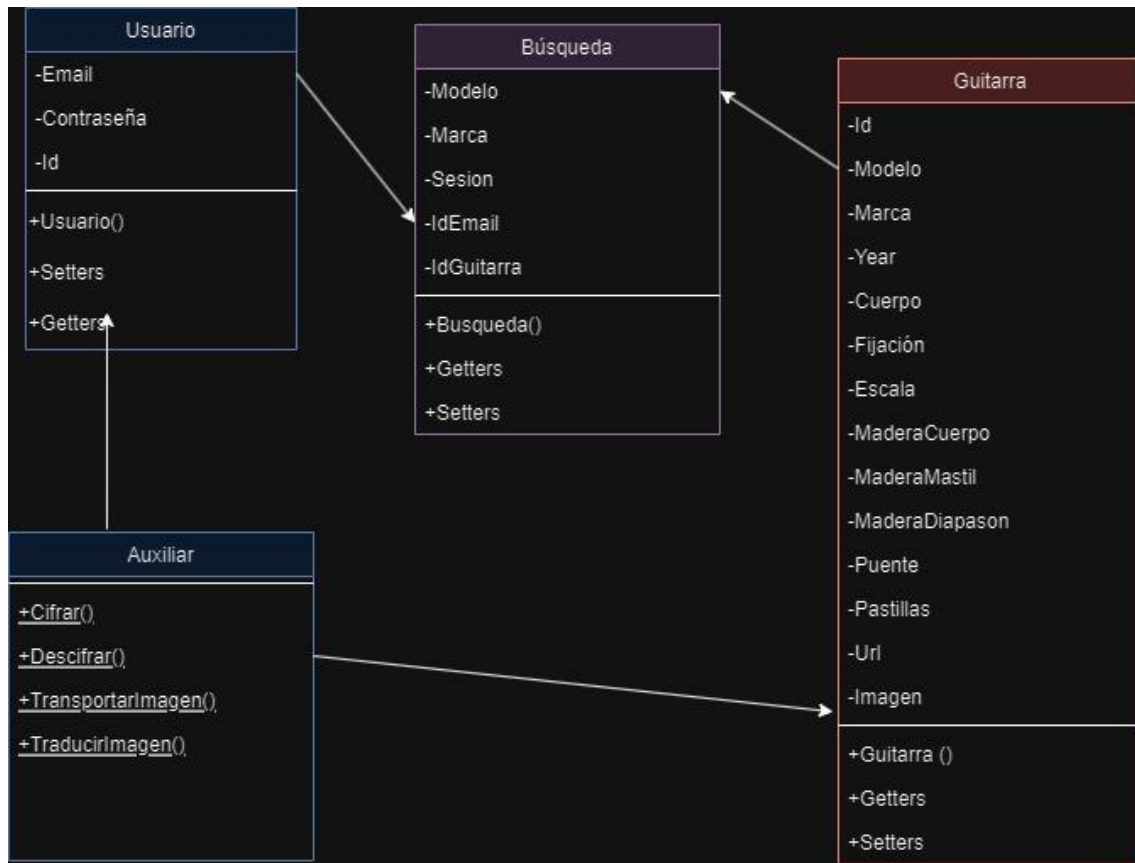 Usuario
-Email
-Contraseña
-Id
+Usuario()
+Setters
+Getters
Búsqueda
-Modelo
-Marca
-Sesion
-IdEmail
-IdGuitarra
+Busqueda()
+Getters
+Setters
Guitarra
-Id
-Modelo
-Marca
-Year
-Cuerpo
-Fijación
-Escala
-MaderaCuerpo
-MaderaMastil
-MaderaDiapason
-Puente
-Pastillas
-Url
-Imagen
+Guitarra ()
+Getters
+Setters
Auxiliar
+Cifrar()
+Descifrar()
+TransportarImagen()
+TraducirImagen()